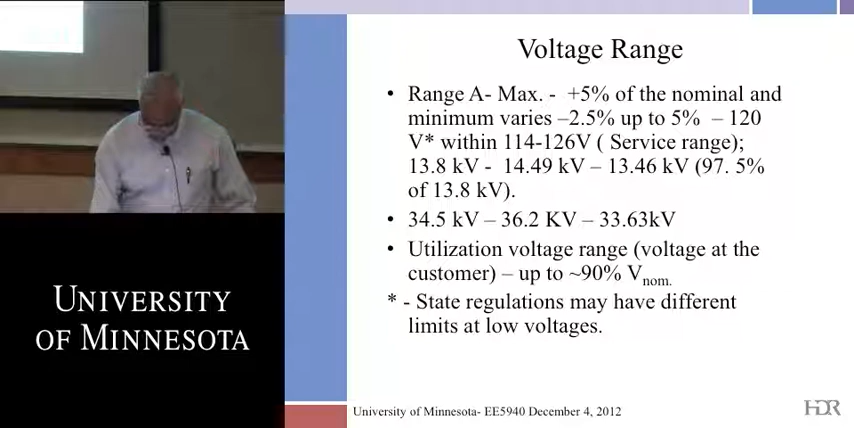 Voltage Range
• Range A- Max. - +5% of the nominal and
minimum varies –2.5% up to 5% – 120
V* within 114-126V ( Service range);
13.8 kV - 14.49 kV – 13.46 kV (97. 5%
of 13.8 kV).
• 34.5 kV – 36.2 KV – 33.63kV
• Utilization voltage range (voltage at the
customer) – up to ~90% Vnom.
* - State regulations may have different
limits at low voltages.
UNIVERSITY
OF MINNESOTA
University of Minnesota- EE5940 December 4, 2012
HDR